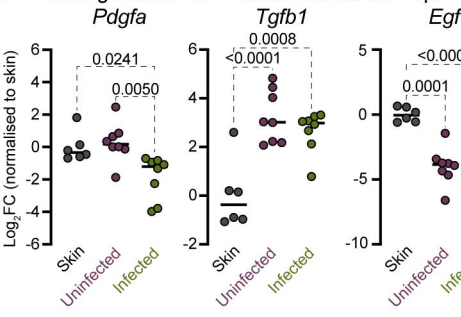 Pdgfa
Tgfb1
Egf
Log2FC (normalised to skin)
6
4
2
0
-2
-4
-6
0.0241
0.0050
Skin
Uninfected
Infected
6
4
2
0
-2
0.0008
<0.0001
Skin
Uninfected
Infected
5
0
-5
-10
0.0001
Skin
Uninfected